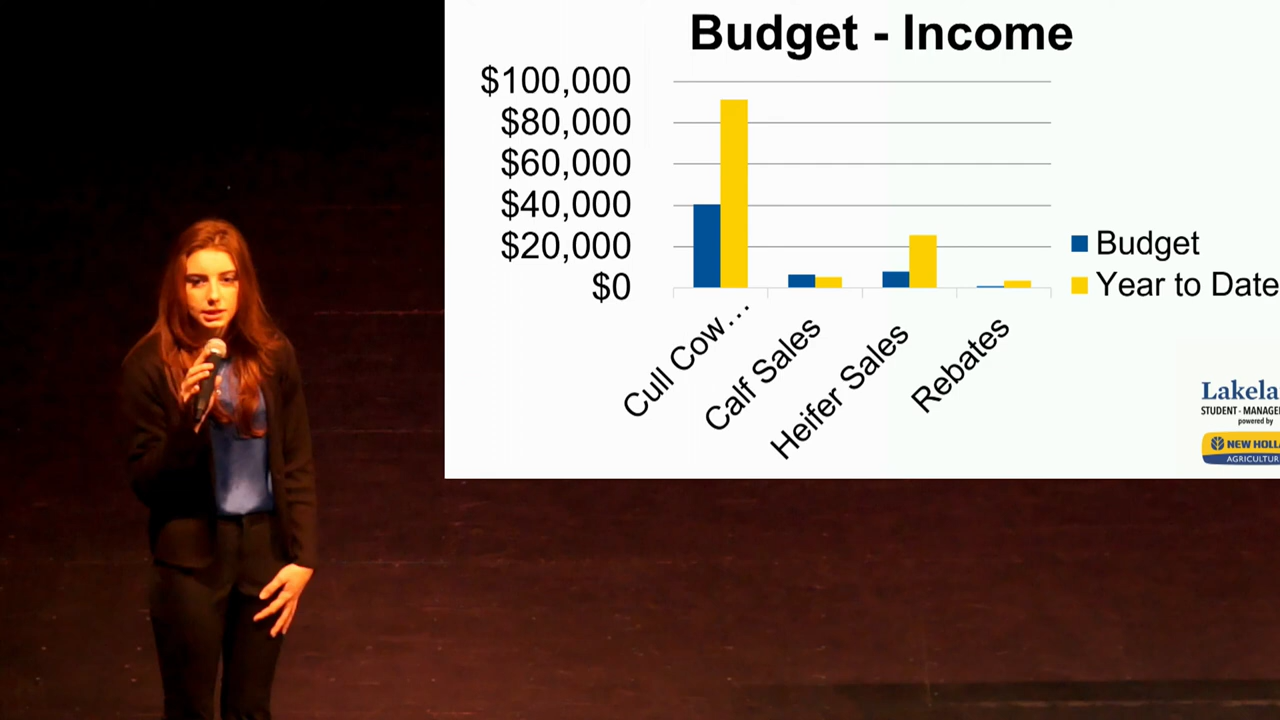 Budget - Income
$100,000
$80,000
$60,000
$40,000
$20,000
$0
Cull Cow...
Calf Sales
Heifer Sales
Rebates
Budget
Year to Date
Lakela
STUDENT - MANAGE
powered by
NEW HOLL
AGRICULTUR